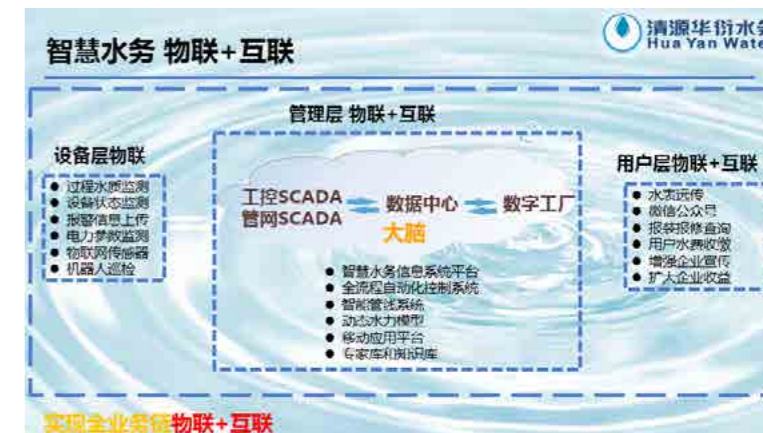 智慧水务 物联+互联
清源华衍水务
Hua Yan Water
管理层 物联+互联
设备层物联
● 过程水质监测
● 设备状态监测
● 报警信息上传
● 电力参数监测
● 物联网传感器
● 机器人巡检
工控SCADA
管网SCADA
数据中心
大脑
数字工厂
● 智慧水务信息系统平台
● 全流程自动化控制系统
● 智能管线系统
● 动态水力模型
● 移动应用平台
● 专家库和知识库
用户层物联+互联
● 水表远传
● 微信公众号
● 报装报修查询
● 用户水费收缴
● 增强企业宣传
● 扩大企业收益
实现全业务链物联+互联